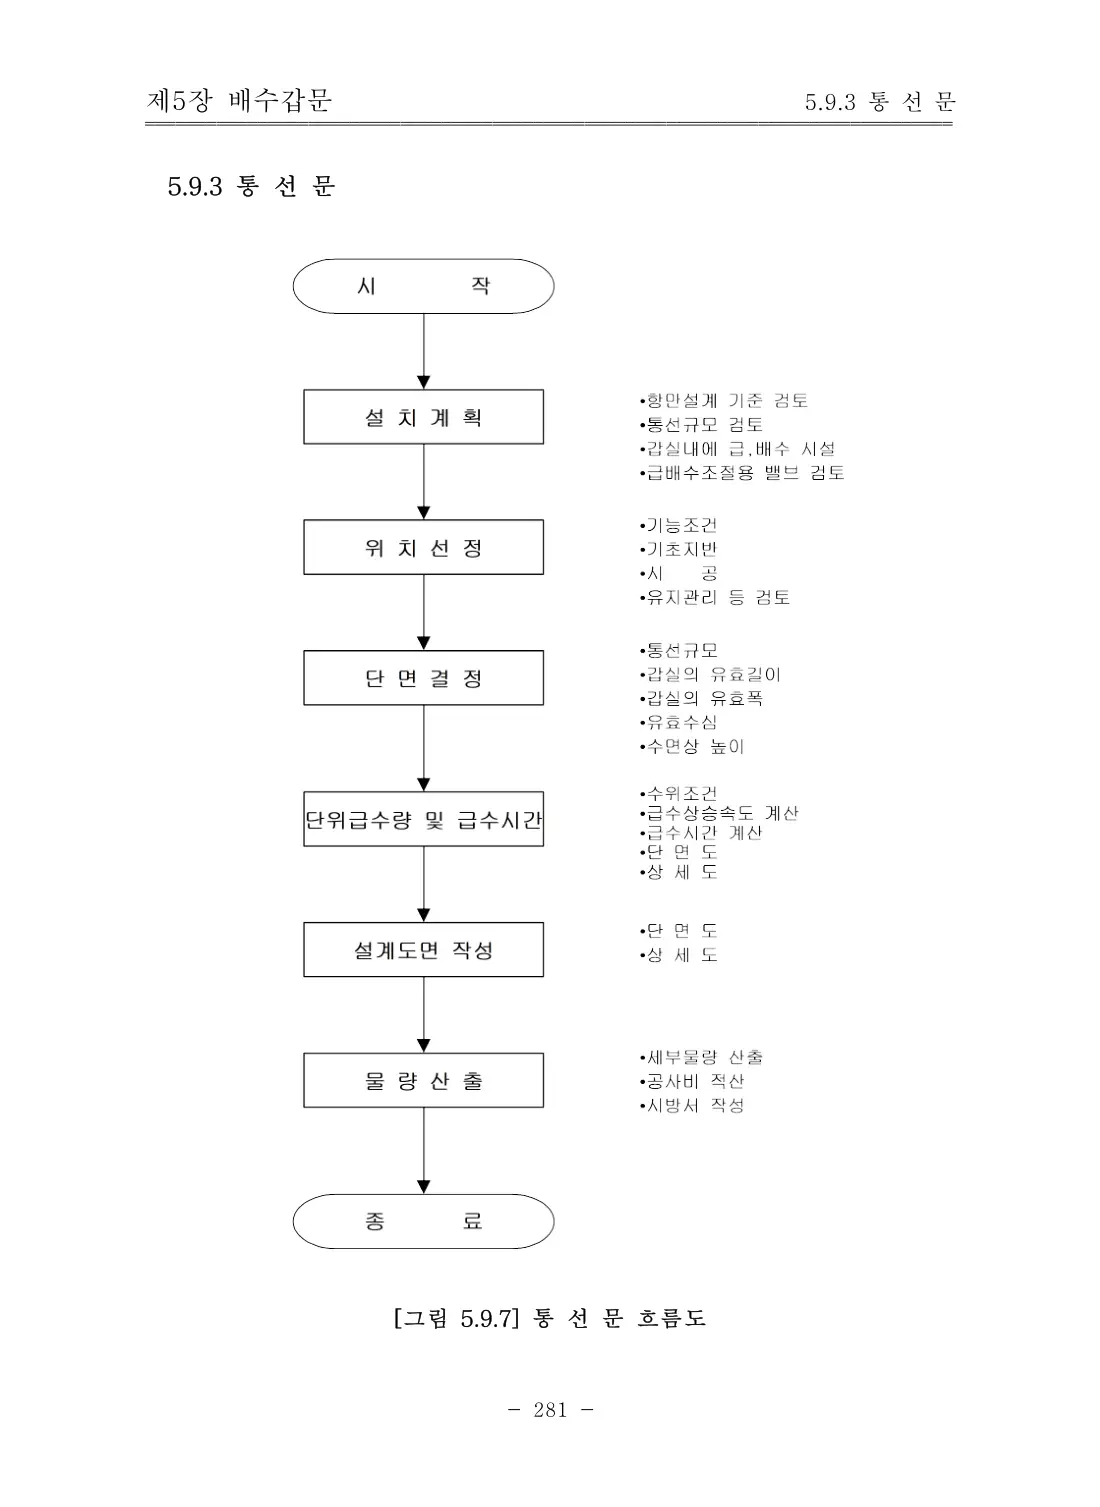 제5장 배수갑문
5.9.3 통 선 문
5.9.3 통 선 문
시 작
설 치 계 획
•항만설계 기준 검토
•통선규모 검토
•갑실내에 급,배수 시설
•급배수조절용 밸브 검토
위 치 선 정
•기능조건
•기초지반
•시 공
•유지관리 등 검토
단 면 결 정
•통선규모
•갑실의 유효길이
•갑실의 유효폭
•유효수심
•수면상 높이
단위급수량 및 급수시간
•수위조건
•급수상승속도 계산
•급수시간 계산
•단 면 도
•상 세 도
설계도면 작성
•단 면 도
•상 세 도
물 량 산 출
•세부물량 산출
•공사비 적산
•시방서 작성
종 료
[그림 5.9.7] 통 선 문 흐름도
- 281 -